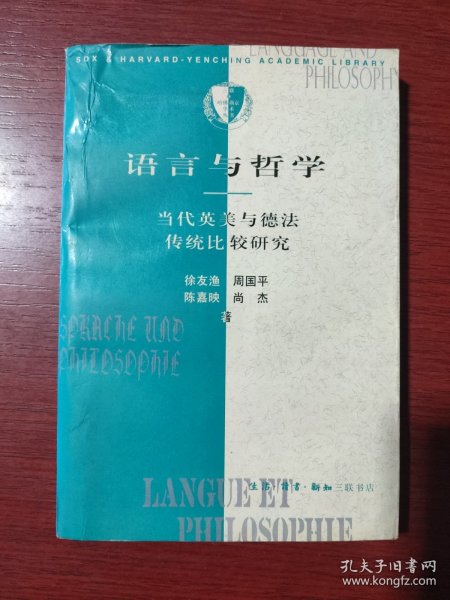 SDX & HARVARD-YENCHING ACADEMIC LIBRARY
LANGUAGE AND
PHILOSOPHY
语言与哲学
当代英美与德法
传统比较研究
徐友渔 周国平
陈嘉映 尚杰
著
SPRACHE UND
PHILOSOPHIE
生活·读书·新知三联书店
LANGUE ET
PHILOSOPHIE
孔夫子旧书网
www.kongfz.com